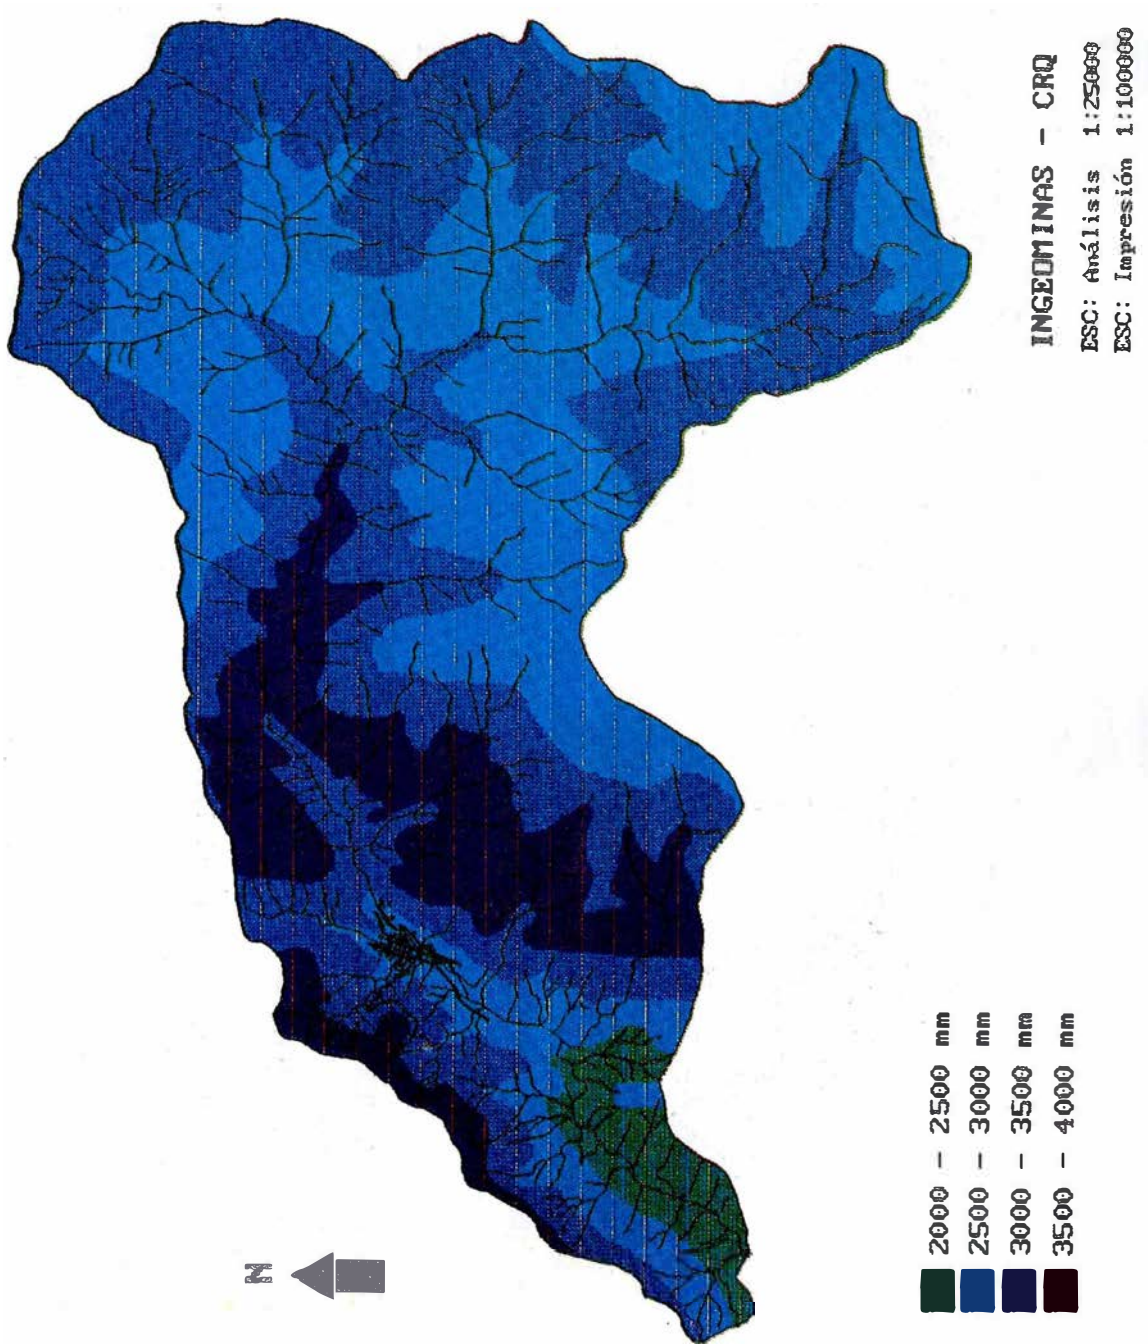 INGEOMINAS - CRQ
ESC: Análisis 1:25000
ESC: Impresión 1:100000
N
2000 - 2500 mm
2500 - 3000 mm
3000 - 3500 mm
3500 - 4000 mm